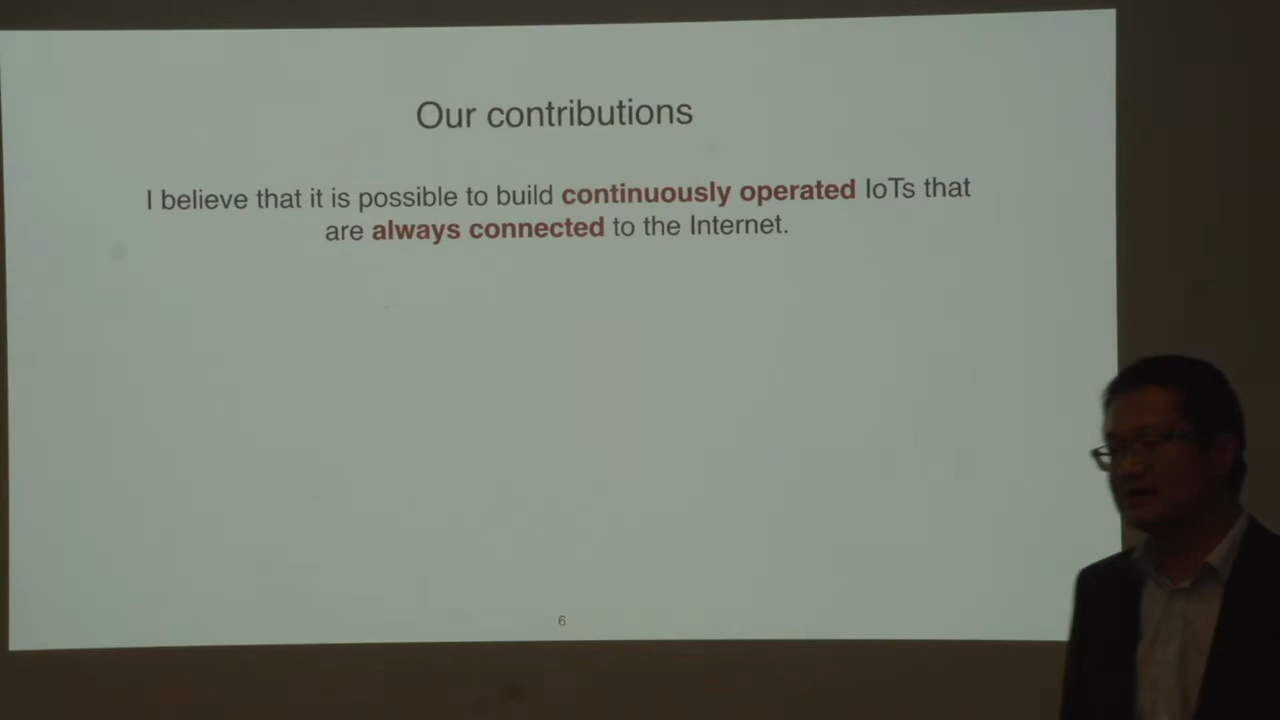 Our contributions
I believe that it is possible to build continuously operated IoTs that
are always connected to the Internet.
6